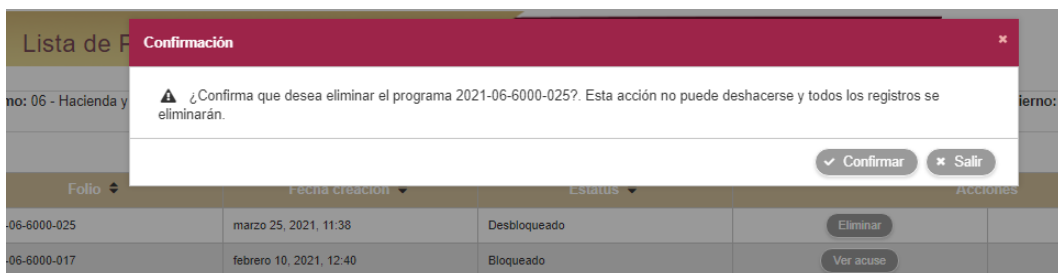 Lista de P
Confirmación
mo: 06 - Hacienda y
ierno:
¿Confirma que desea eliminar el programa 2021-06-6000-025?. Esta acción no puede deshacerse y todos los registros se
eliminarán.
Confirmar
Salir
Folio Fecha creación Estatus Acciones
-06-6000-025 marzo 25, 2021, 11:38 Desbloqueado Eliminar
-06-6000-017 febrero 10, 2021, 12:40 Bloqueado Ver acuse